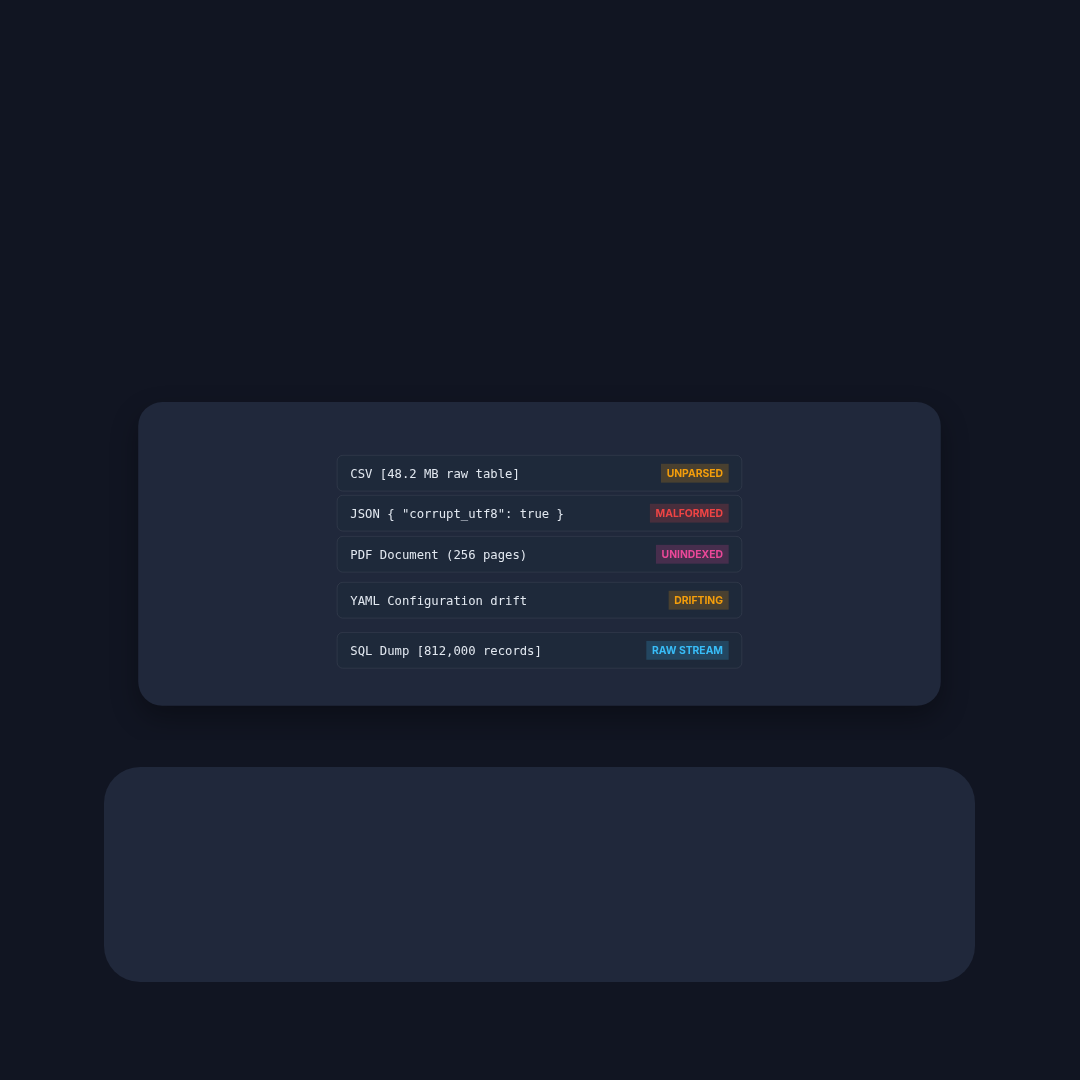 CSV [48.2 MB raw table] UNPARSED
JSON { "corrupt_utf8": true } MALFORMED
PDF Document (256 pages) UNINDEXED
YAML Configuration drift DRIFTING
SQL Dump [812,000 records] RAW STREAM